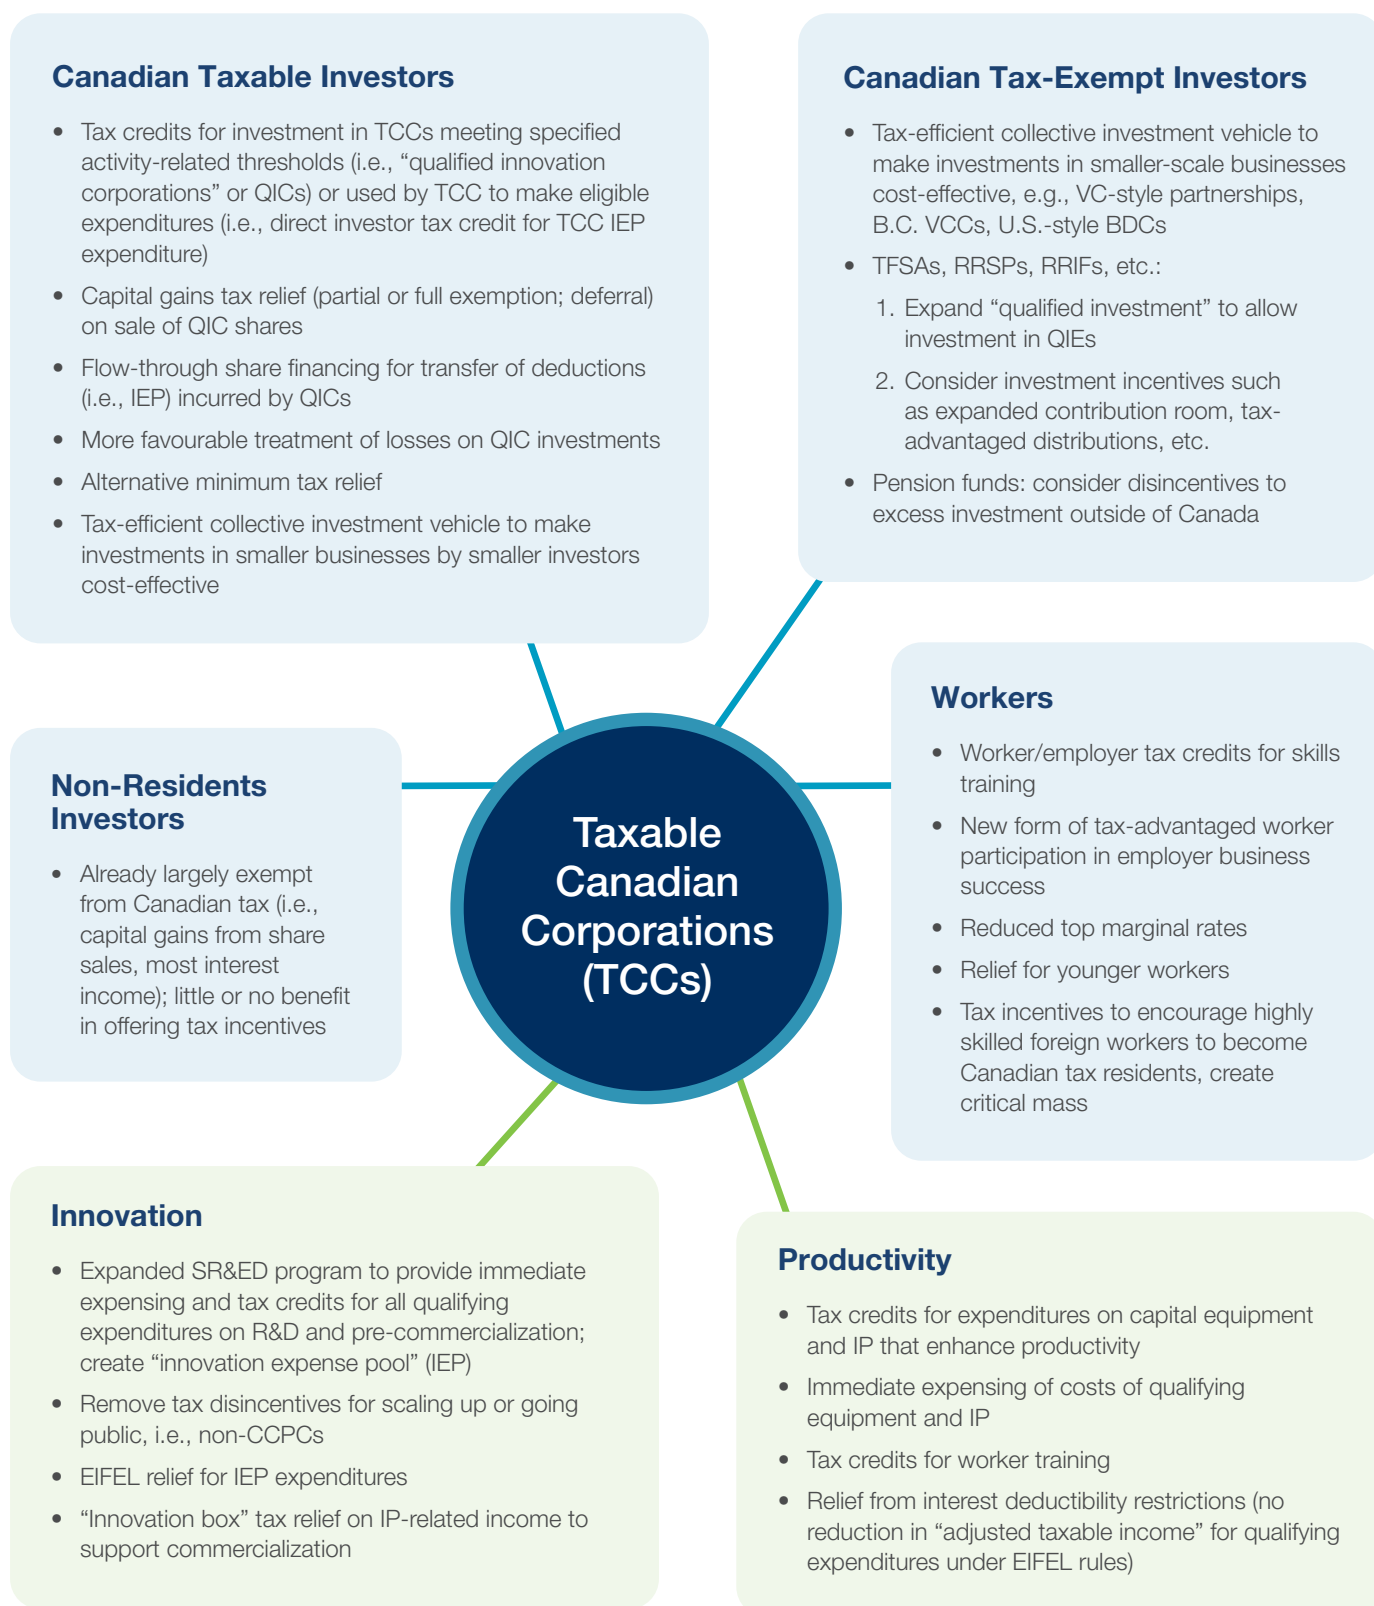 Canadian Taxable Investors
• Tax credits for investment in TCCs meeting specified
activity-related thresholds (i.e., “qualified innovation
corporations” or QICs) or used by TCC to make eligible
expenditures (i.e., direct investor tax credit for TCC IEP
expenditure)
• Capital gains tax relief (partial or full exemption; deferral)
on sale of QIC shares
• Flow-through share financing for transfer of deductions
(i.e., IEP) incurred by QICs
• More favourable treatment of losses on QIC investments
• Alternative minimum tax relief
• Tax-efficient collective investment vehicle to make
investments in smaller businesses by smaller investors
cost-effective
Canadian Tax-Exempt Investors
• Tax-efficient collective investment vehicle to
make investments in smaller-scale businesses
cost-effective, e.g., VC-style partnerships,
B.C. VCCs, U.S.-style BDCs
• TFSAs, RRSPs, RRIFs, etc.:
1. Expand “qualified investment” to allow
investment in QIEs
2. Consider investment incentives such
as expanded contribution room, tax-
advantaged distributions, etc.
• Pension funds: consider disincentives to
excess investment outside of Canada
Non-Residents
Investors
• Already largely exempt
from Canadian tax (i.e.,
capital gains from share
sales, most interest
income); little or no benefit
in offering tax incentives
Taxable
Canadian
Corporations
(TCCs)
Workers
• Worker/employer tax credits for skills
training
• New form of tax-advantaged worker
participation in employer business
success
• Reduced top marginal rates
• Relief for younger workers
• Tax incentives to encourage highly
skilled foreign workers to become
Canadian tax residents, create
critical mass
Innovation
• Expanded SR&ED program to provide immediate
expensing and tax credits for all qualifying
expenditures on R&D and pre-commercialization;
create “innovation expense pool” (IEP)
• Remove tax disincentives for scaling up or going
public, i.e., non-CCPCs
• EIFEL relief for IEP expenditures
• “Innovation box” tax relief on IP-related income to
support commercialization
Productivity
• Tax credits for expenditures on capital equipment
and IP that enhance productivity
• Immediate expensing of costs of qualifying
equipment and IP
• Tax credits for worker training
• Relief from interest deductibility restrictions (no
reduction in “adjusted taxable income” for qualifying
expenditures under EIFEL rules)